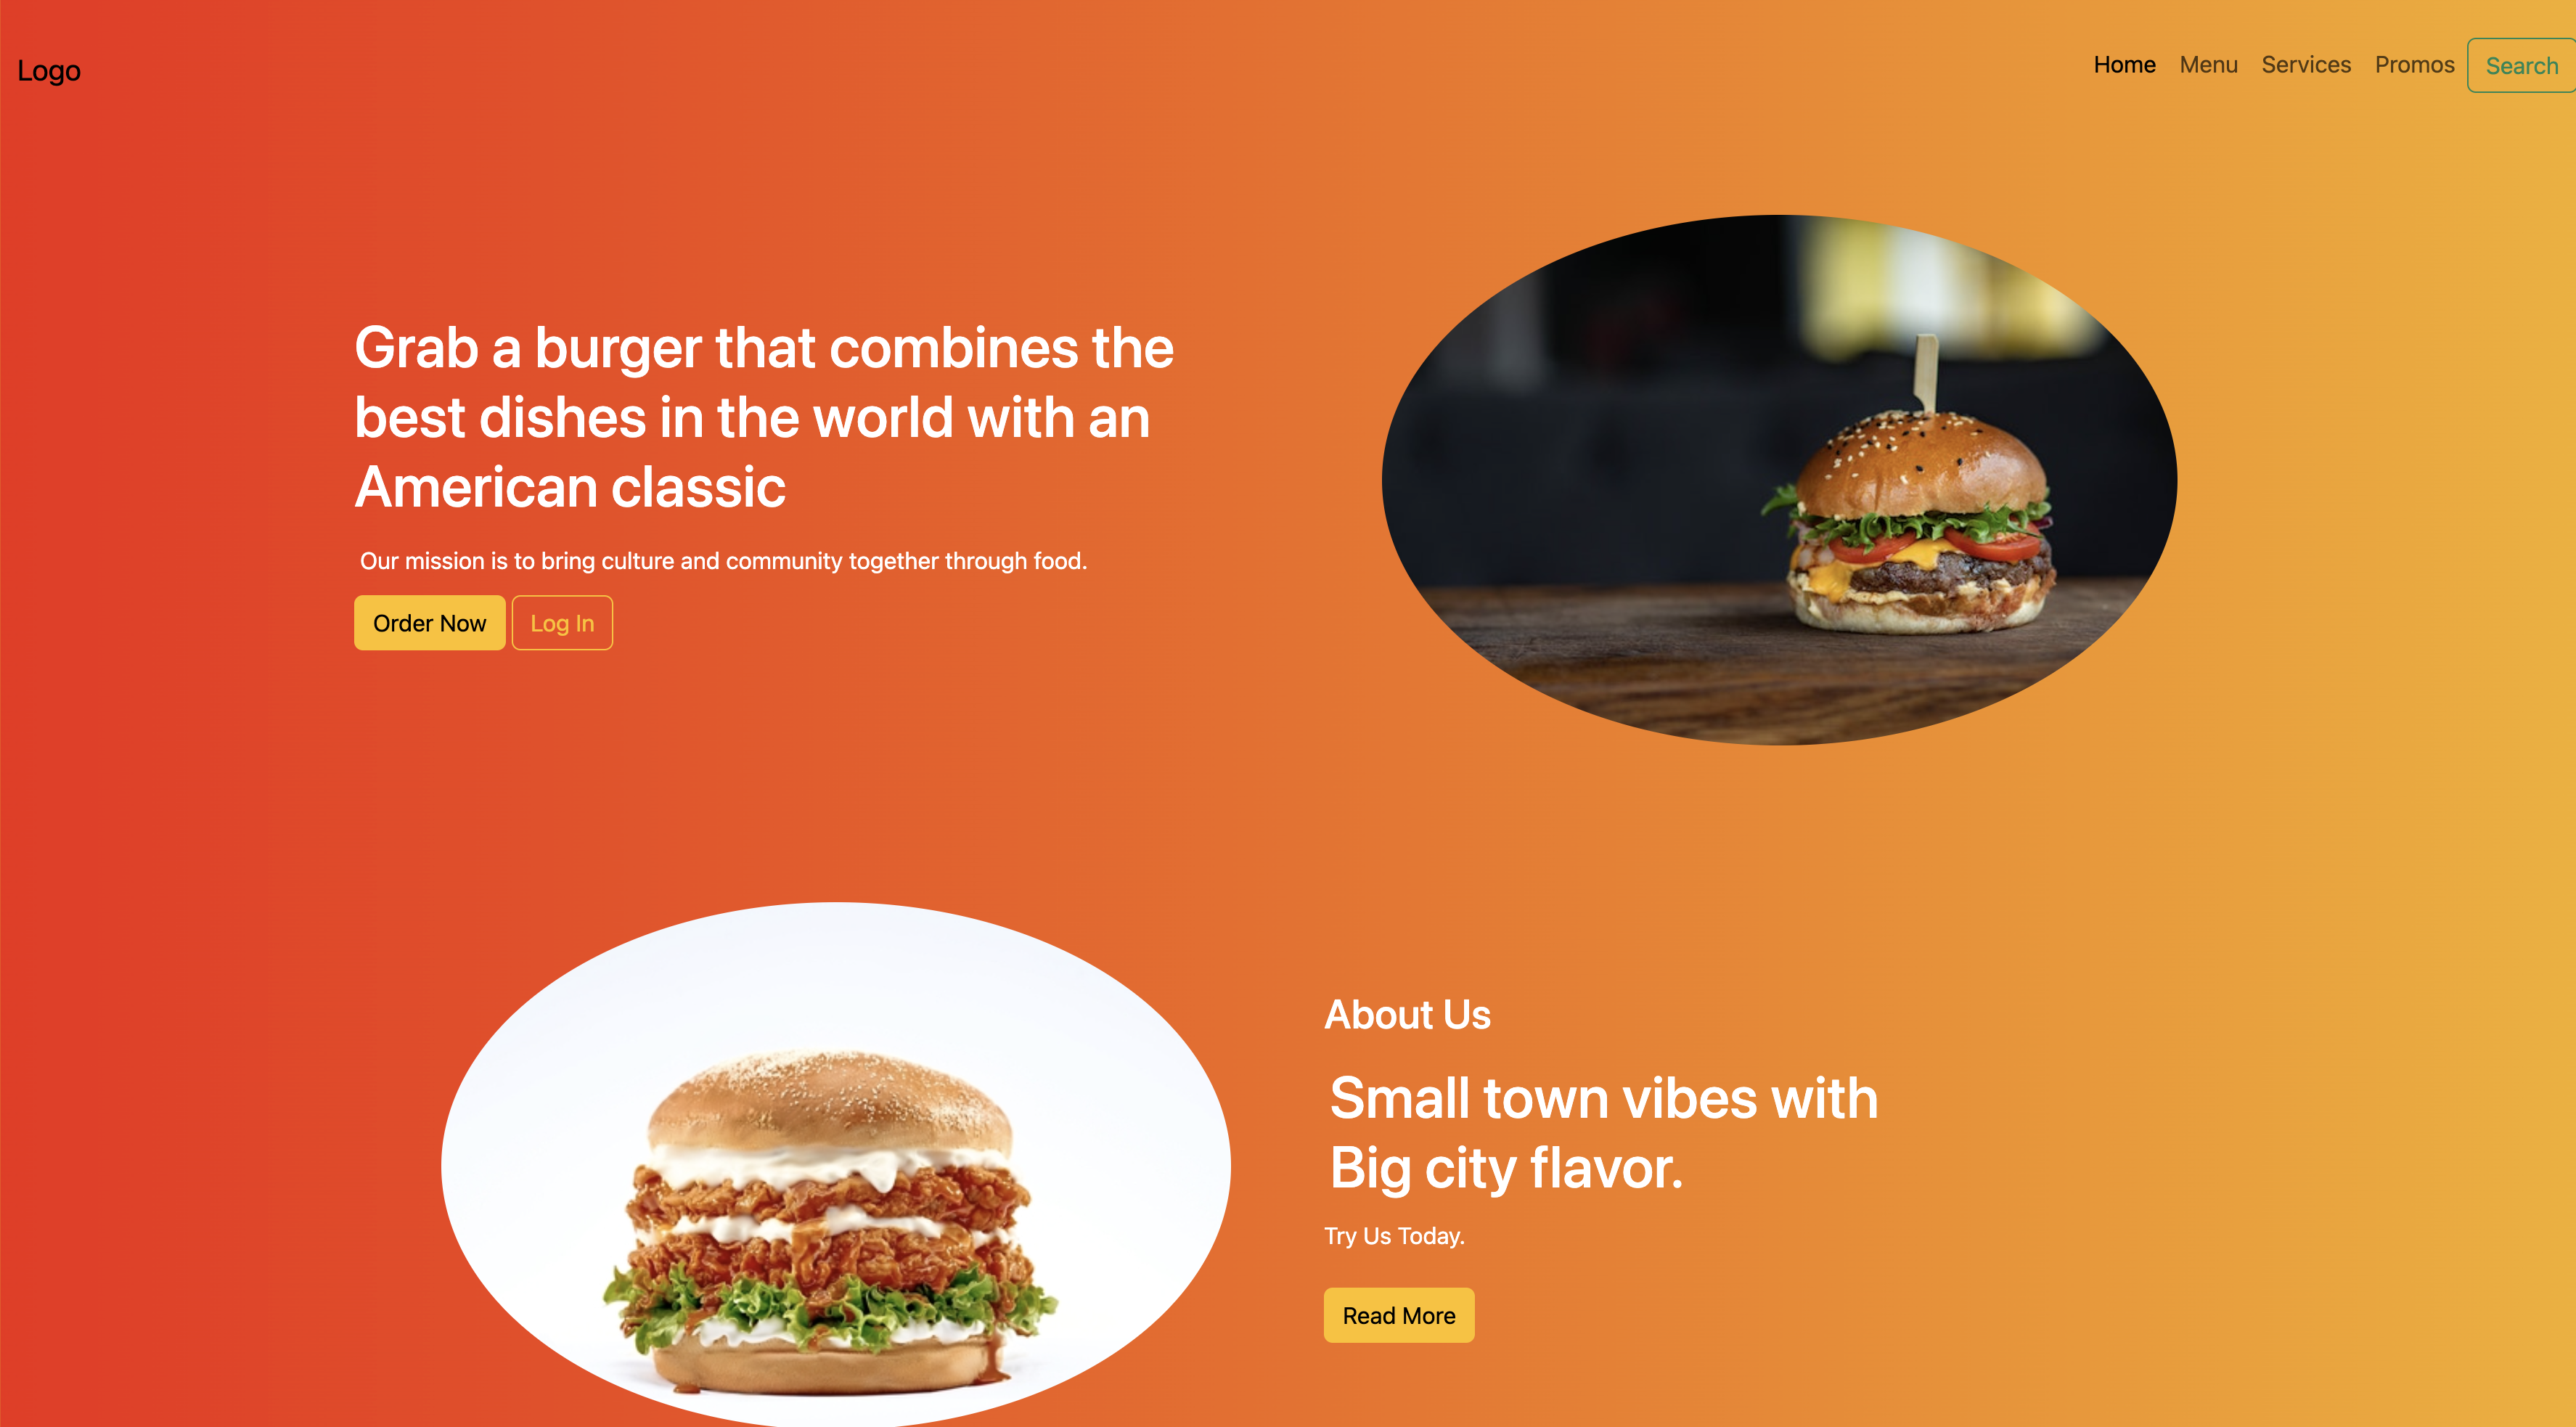 Logo
Home Menu Services Promos Search
Grab a burger that combines the
best dishes in the world with an
American classic
Our mission is to bring culture and community together through food.
Order Now Log In
About Us
Small town vibes with
Big city flavor.
Try Us Today.
Read More